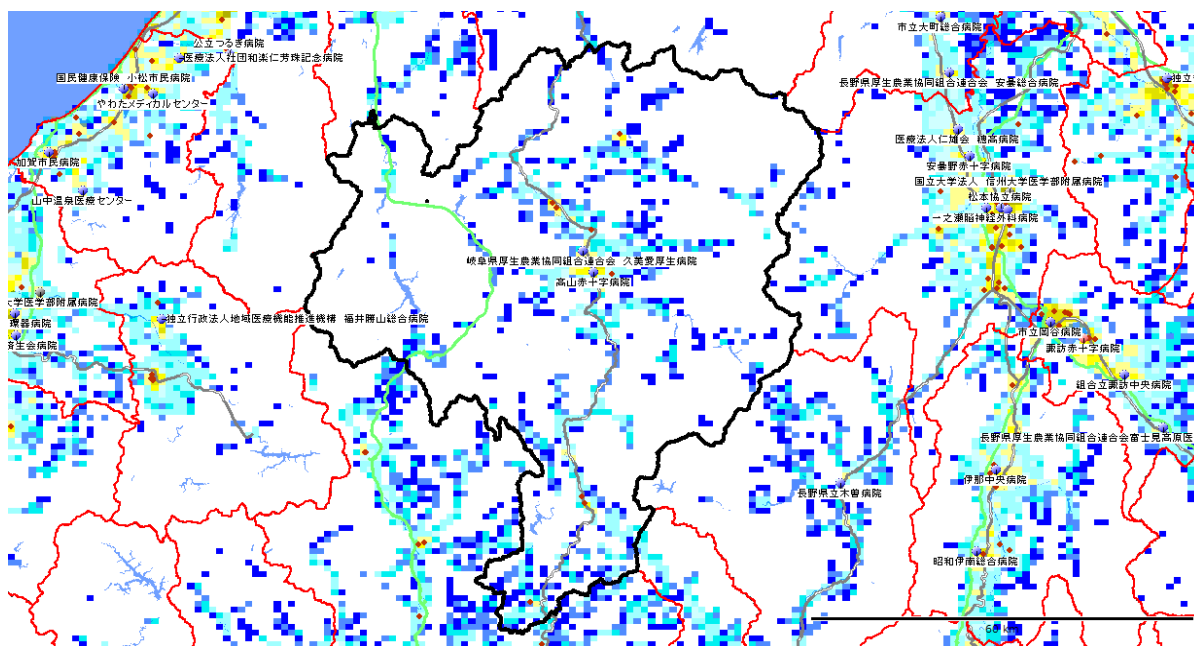 市立大町総合病院
公立つるぎ病院
医療法人社団和楽仁芳珠記念病院
国民健康保険 小松市民病院
長野県厚生農業協同組合連合会 安曇総合病院
やわたメディカルセンター
医療法人仁雄会 穂高病院
加賀市民病院
安曇野赤十字病院
国立大学法人 信州大学医学部附属病院
山中温泉医療センター
松本協立病院
一之瀬脳神経外科病院
岐阜県厚生農業協同組合連合会 久美愛厚生病院
高山赤十字病院
大学医学部附属病院
独立行政法人地域医療機能推進機構 福井勝山総合病院
環器病院
市立岡谷病院
済生会病院
諏訪赤十字病院
組合立諏訪中央病院
長野県厚生農業協同組合連合会富士見高原医
伊那中央病院
長野県立木曽病院
昭和伊南総合病院
60 km